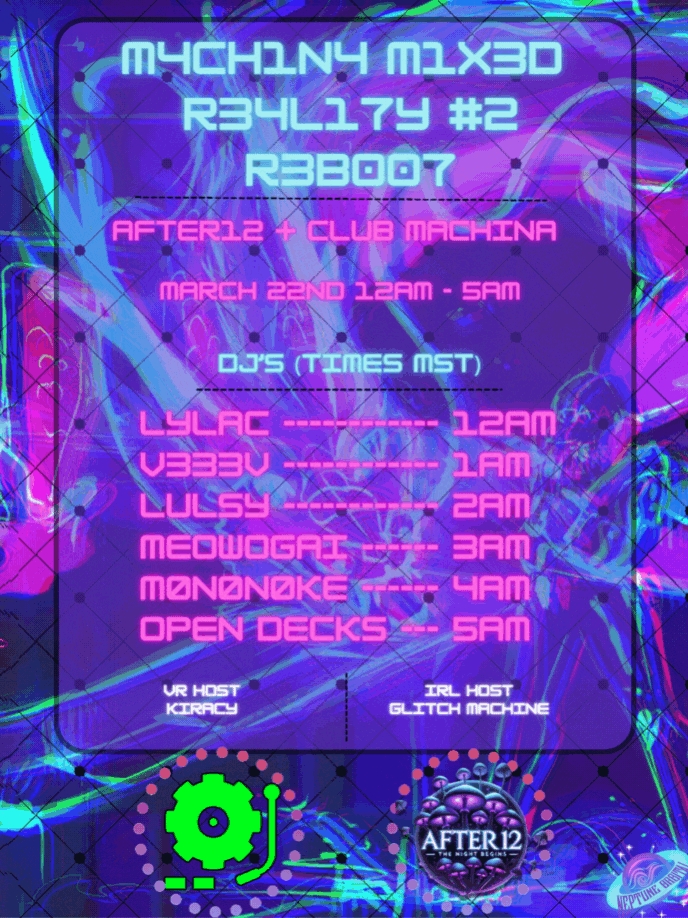 M4CH1N4 M1X3D
R34L17Y #2
R3B007
AFTER12 + CLUB MACHINA
MARCH 22ND 12AM - 5AM
DJ'S (TIMES MST)
LYLAC ------------ 12AM
V333V ------------ 1AM
LULSY ------------ 2AM
MEOWOGAI ------ 3AM
M0N0N0KE ------ 4AM
OPEN DECKS --- 5AM
VR HOST
KIRACY
IRL HOST
GLITCH MACHINE
AFTER12
— THE NIGHT BEGINS —
NEPTUNE